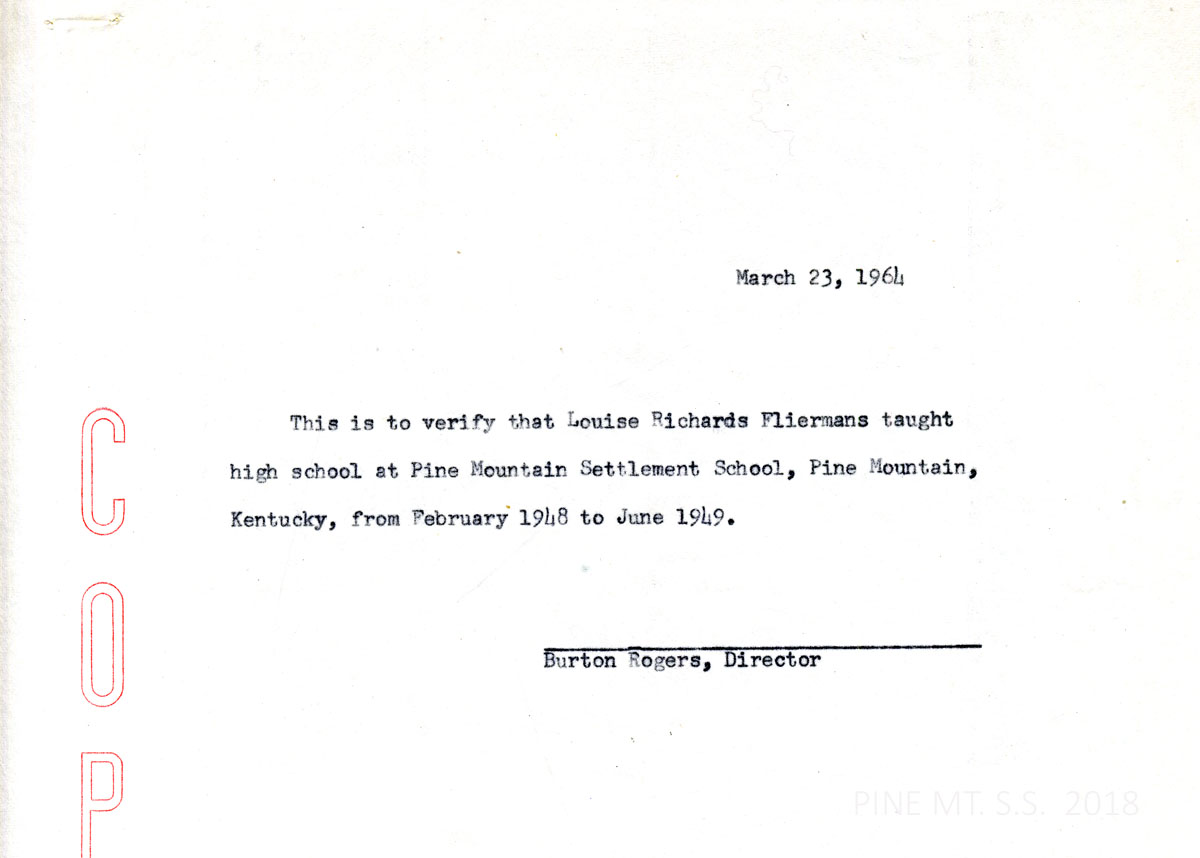 March 23, 1964
This is to verify that Louise Richards Fliermans taught
high school at Pine Mountain Settlement School, Pine Mountain,
Kentucky, from February 1948 to June 1949.
Burton Rogers, Director
C
O
P
PINE MT. S.S. 2018